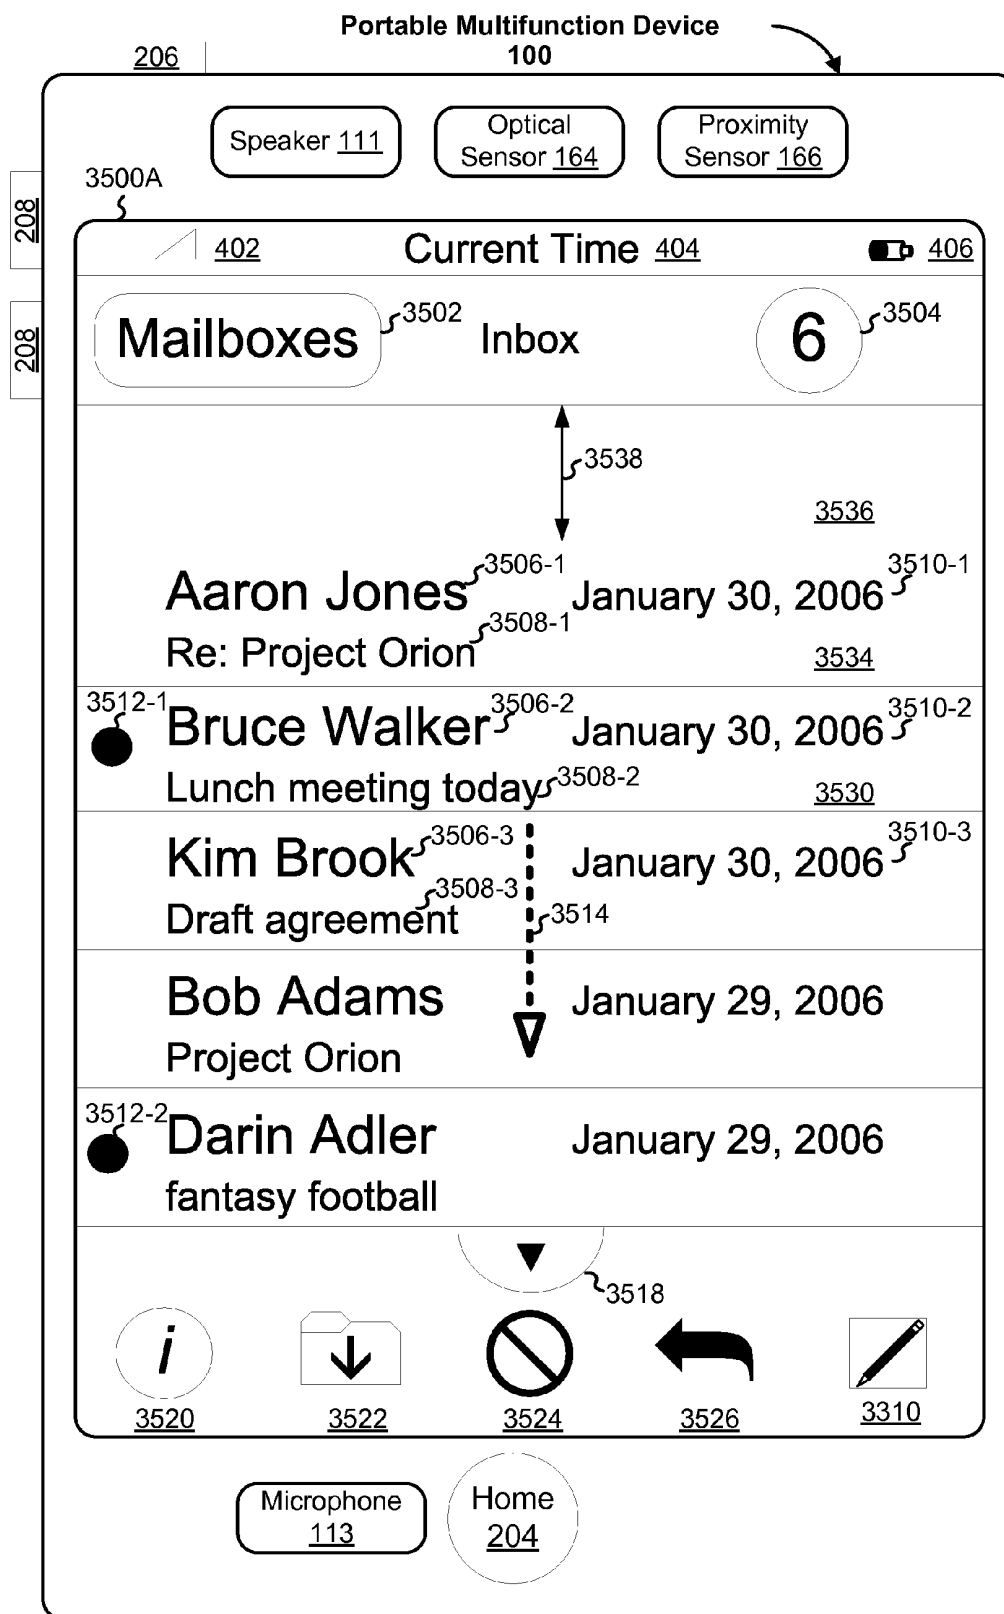 Portable Multifunction Device
100
206
Speaker 111
Optical
Sensor 164
Proximity
Sensor 166
208
208
3500A
402
Current Time 404
406
Mailboxes
3502
Inbox
6
3504
3538
3536
Aaron Jones
3506-1
January 30, 2006
3510-1
Re: Project Orion
3508-1
3534
3512-1
Bruce Walker
3506-2
January 30, 2006
3510-2
Lunch meeting today
3508-2
3530
Kim Brook
3506-3
January 30, 2006
3510-3
Draft agreement
3508-3
3514
Bob Adams
January 29, 2006
Project Orion
3512-2
Darin Adler
January 29, 2006
fantasy football
3518
i
3520
3522
3524
3526
3310
Microphone
113
Home
204